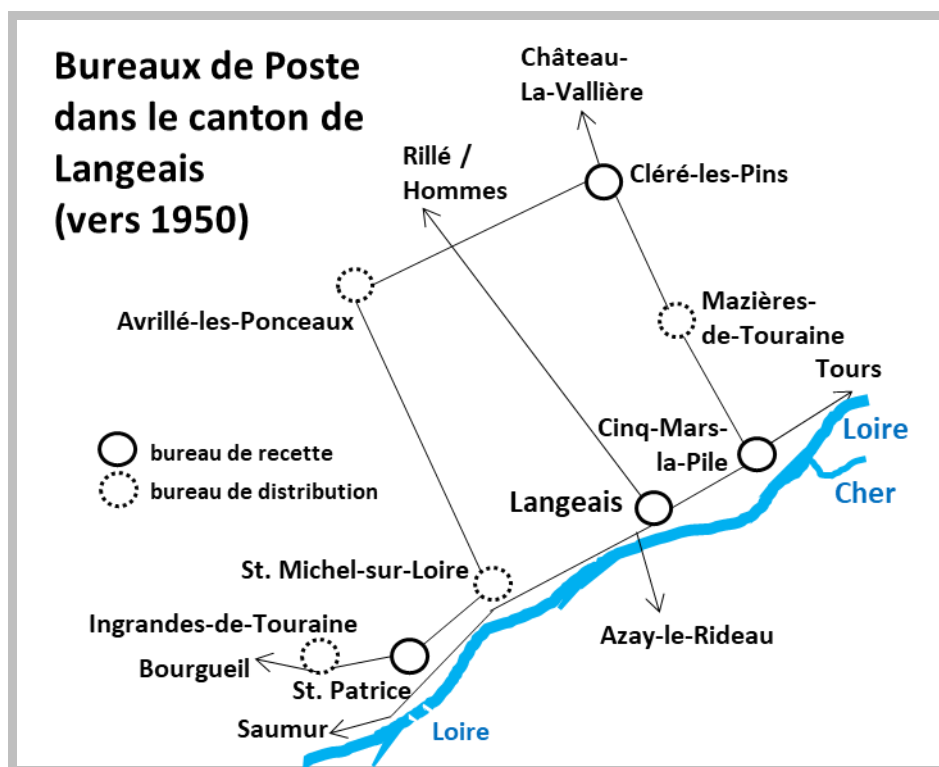 Bureaux de Poste
dans le canton de
Langeais
(vers 1950)
Château-
La-Vallière
Rillé /
Hommes
Cléré-les-Pins
Avrillé-les-Ponceaux
Mazières-
de-Touraine
Tours
Cinq-Mars-
la-Pile
Loire
Cher
bureau de recette
bureau de distribution
Langeais
St. Michel-sur-Loire
Ingrandes-de-Touraine
Azay-le-Rideau
Bourgueil
St. Patrice
Saumur
Loire